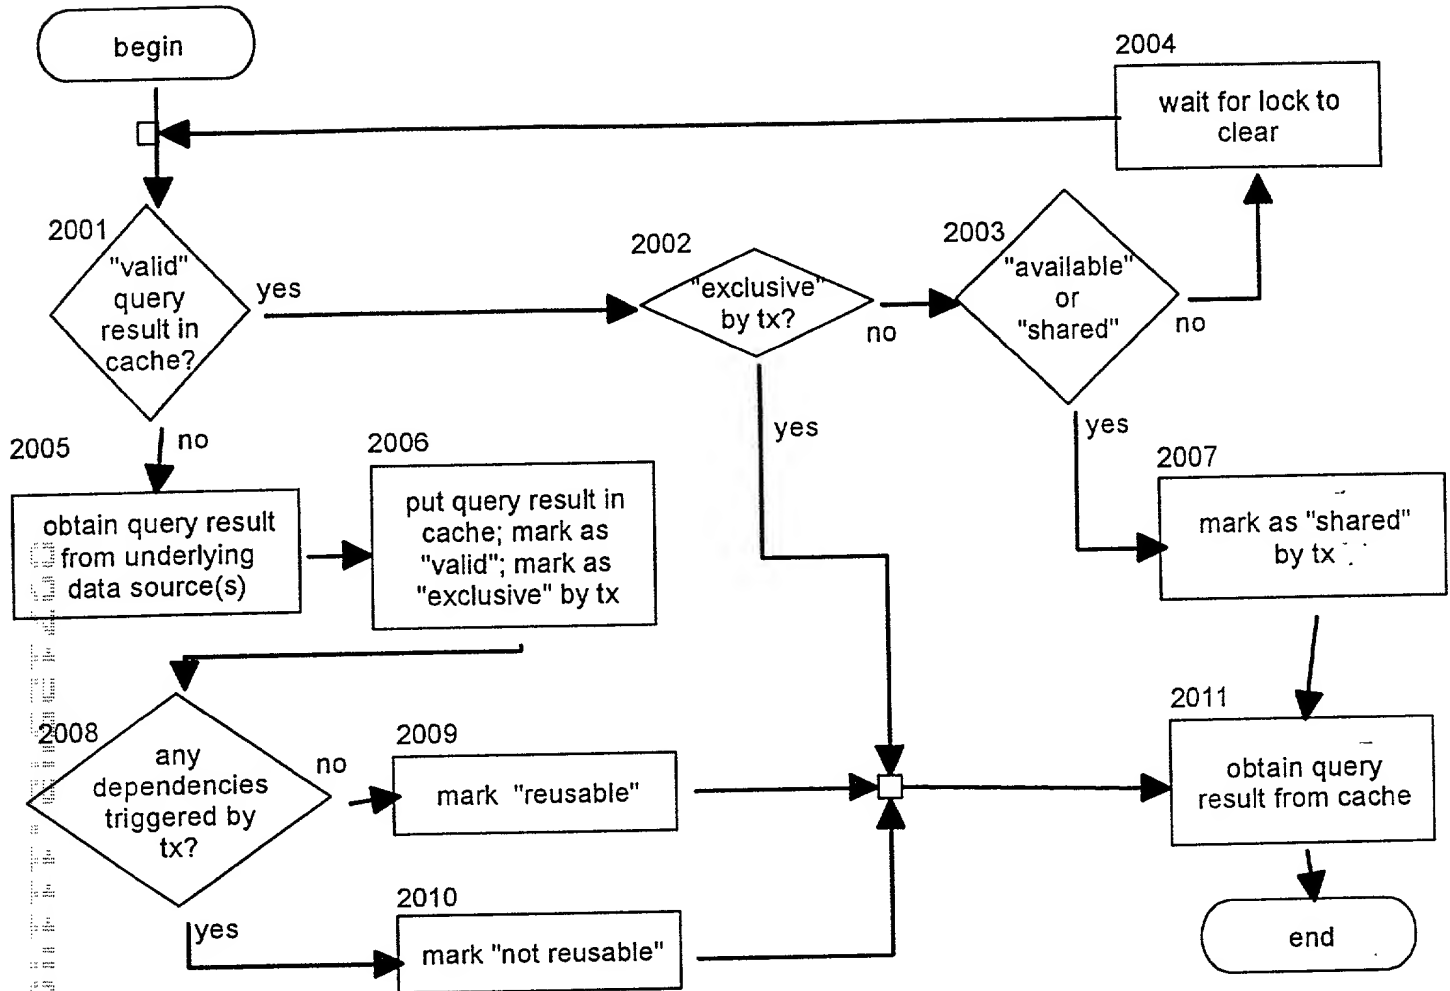 begin
2004
wait for lock to
clear
2001
"valid"
query
result in
cache?
yes
2002
"exclusive"
by tx?
no
2003
"available"
or
"shared"
no
no
yes
yes
2005
obtain query result
from underlying
data source(s)
2006
put query result in
cache; mark as
"valid"; mark as
"exclusive" by tx
2007
mark as "shared"
by tx
2008
any
dependencies
triggered by
tx?
no
2009
mark "reusable"
2011
obtain query
result from cache
yes
2010
mark "not reusable"
end